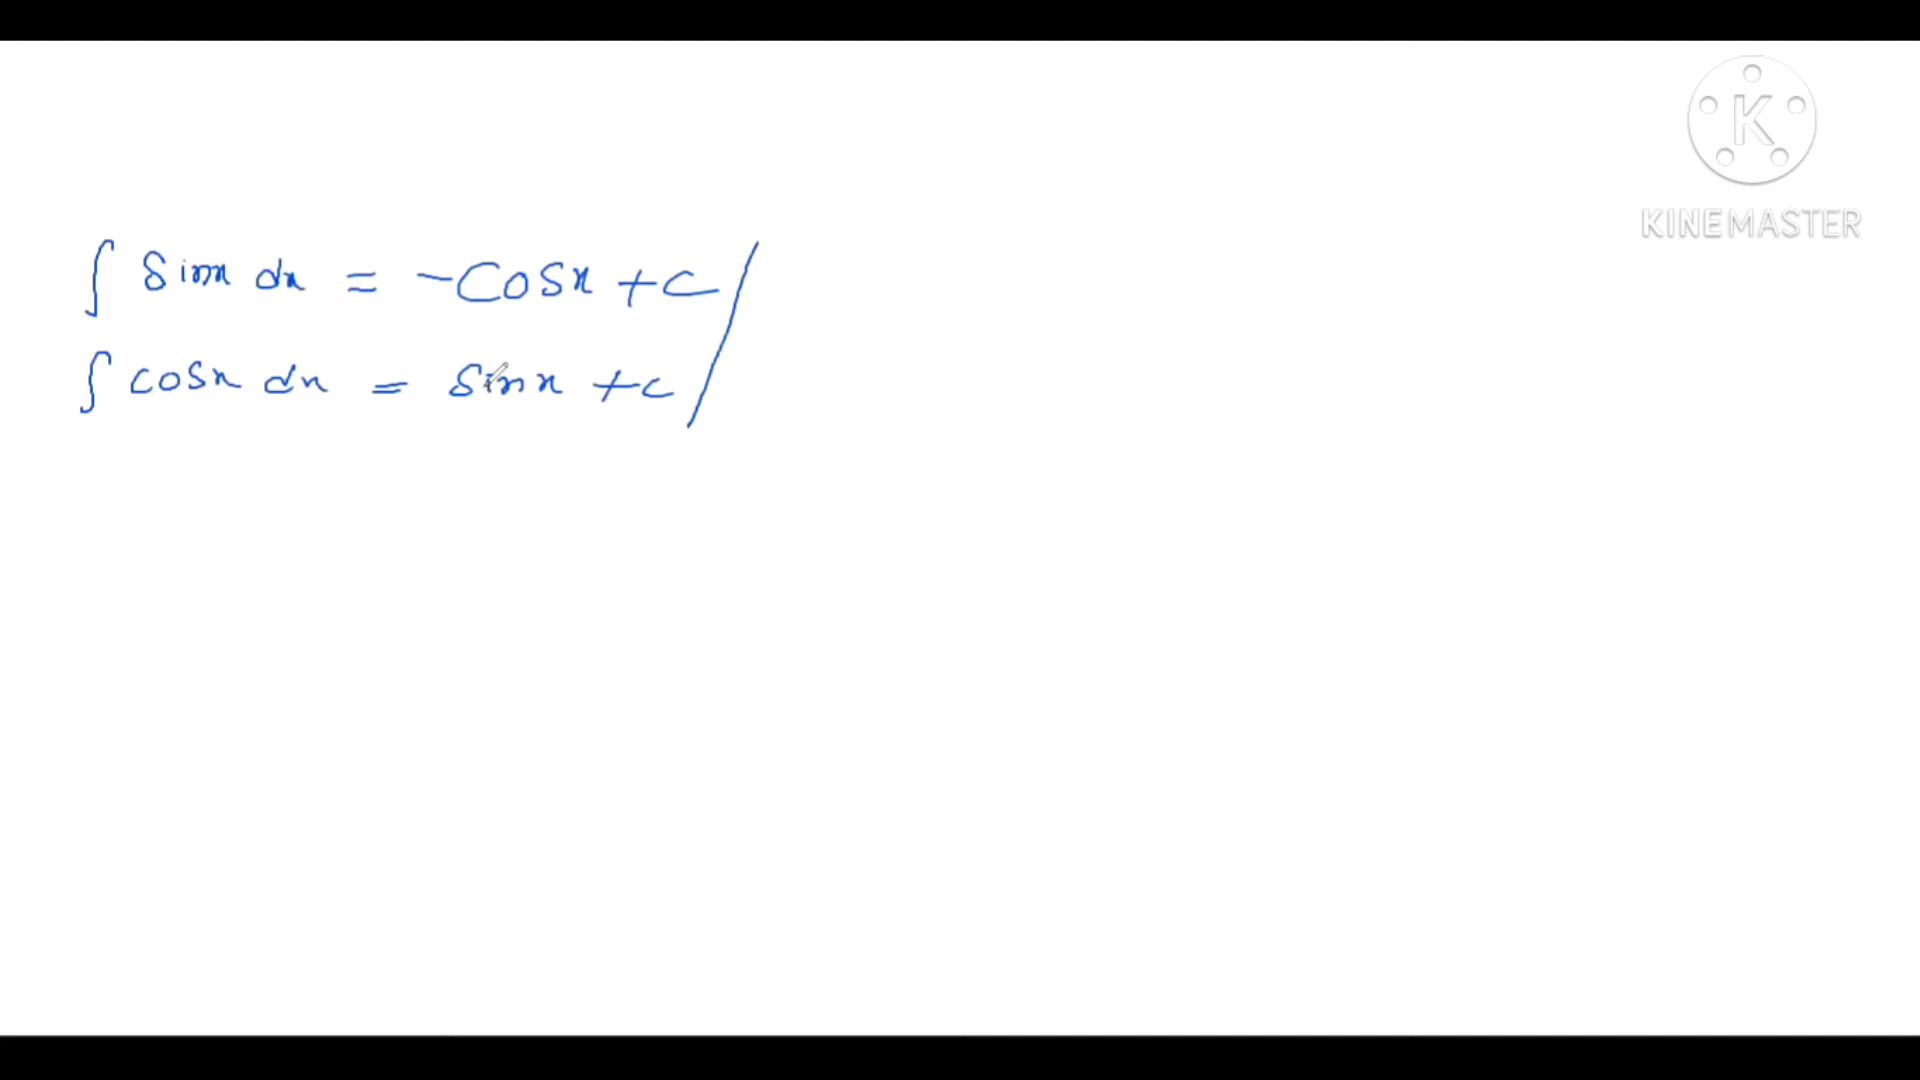 K
KINEMASTER
∫ sinx dx = -cosx + c
∫ cosx dx = sinx + c